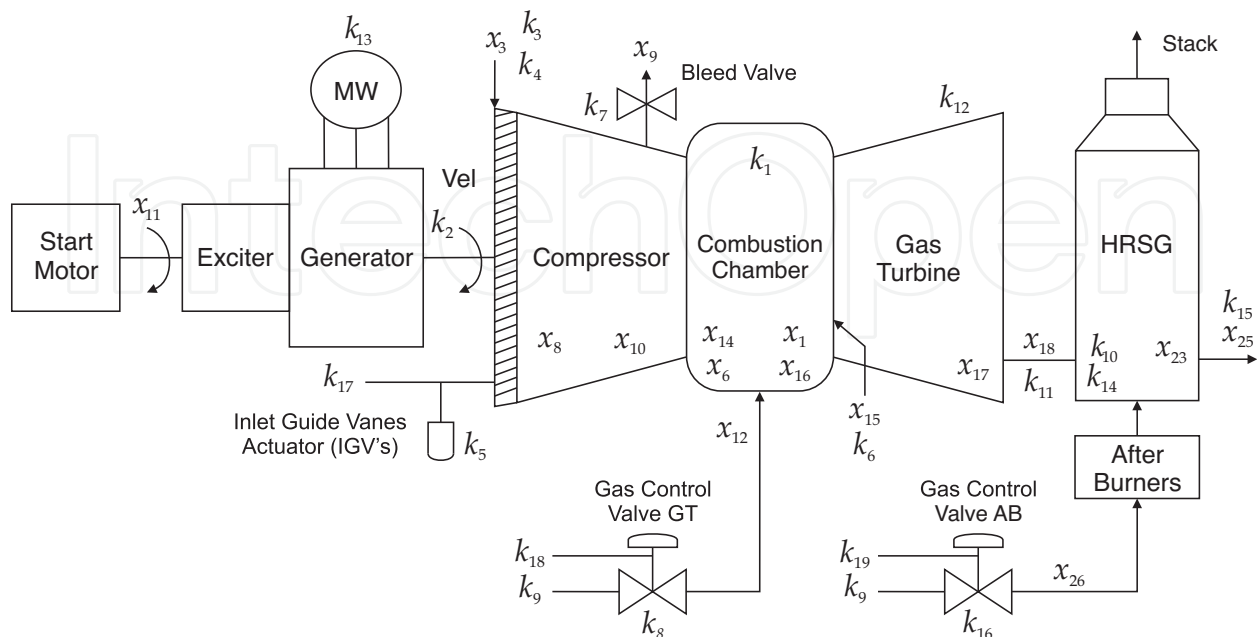 k₁₃
MW
x₃
k₃
k₄
x₉
Bleed Valve
k₇
k₁₂
Stack
k₁
Vel
x₁₁
k₂
Start
Motor
Exciter
Generator
Compressor
Combustion
Chamber
Gas
Turbine
HRSG
k₁₅
x₂₅
x₈
x₁₀
x₁₄
x₁
x₆
x₁₆
x₁₇
x₁₈
k₁₁
k₁₀
k₁₄
x₂₃
k₁₇
Inlet Guide Vanes
Actuator (IGV's)
k₅
x₁₂
x₁₅
k₆
After
Burners
Gas Control
Valve GT
k₁₈
k₉
k₈
Gas Control
Valve AB
k₁₉
k₉
k₁₆
x₂₆
IntechOpen